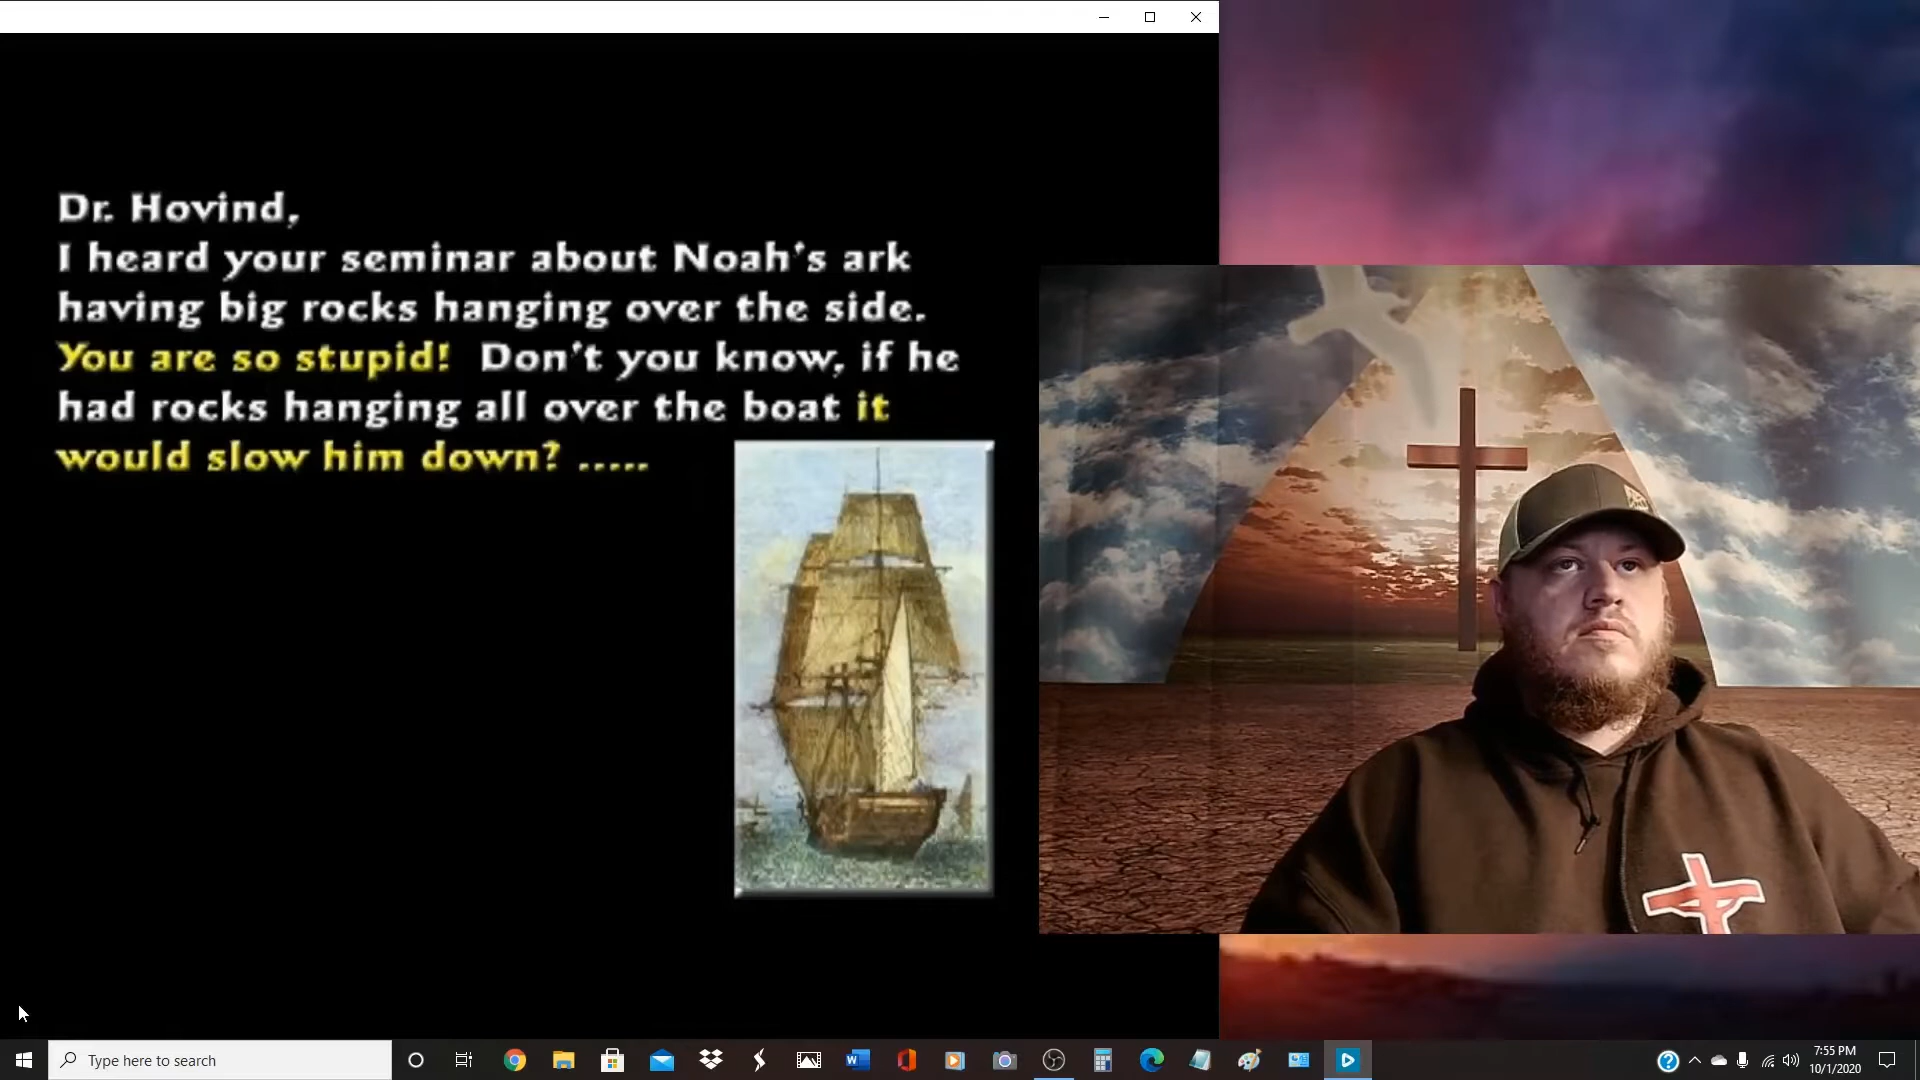 Dr. Hovind,
I heard your seminar about Noah's ark
having big rocks hanging over the side.
You are so stupid! Don't you know, if he
had rocks hanging all over the boat it
would slow him down? .....
Type here to search
7:55 PM
10/1/2020